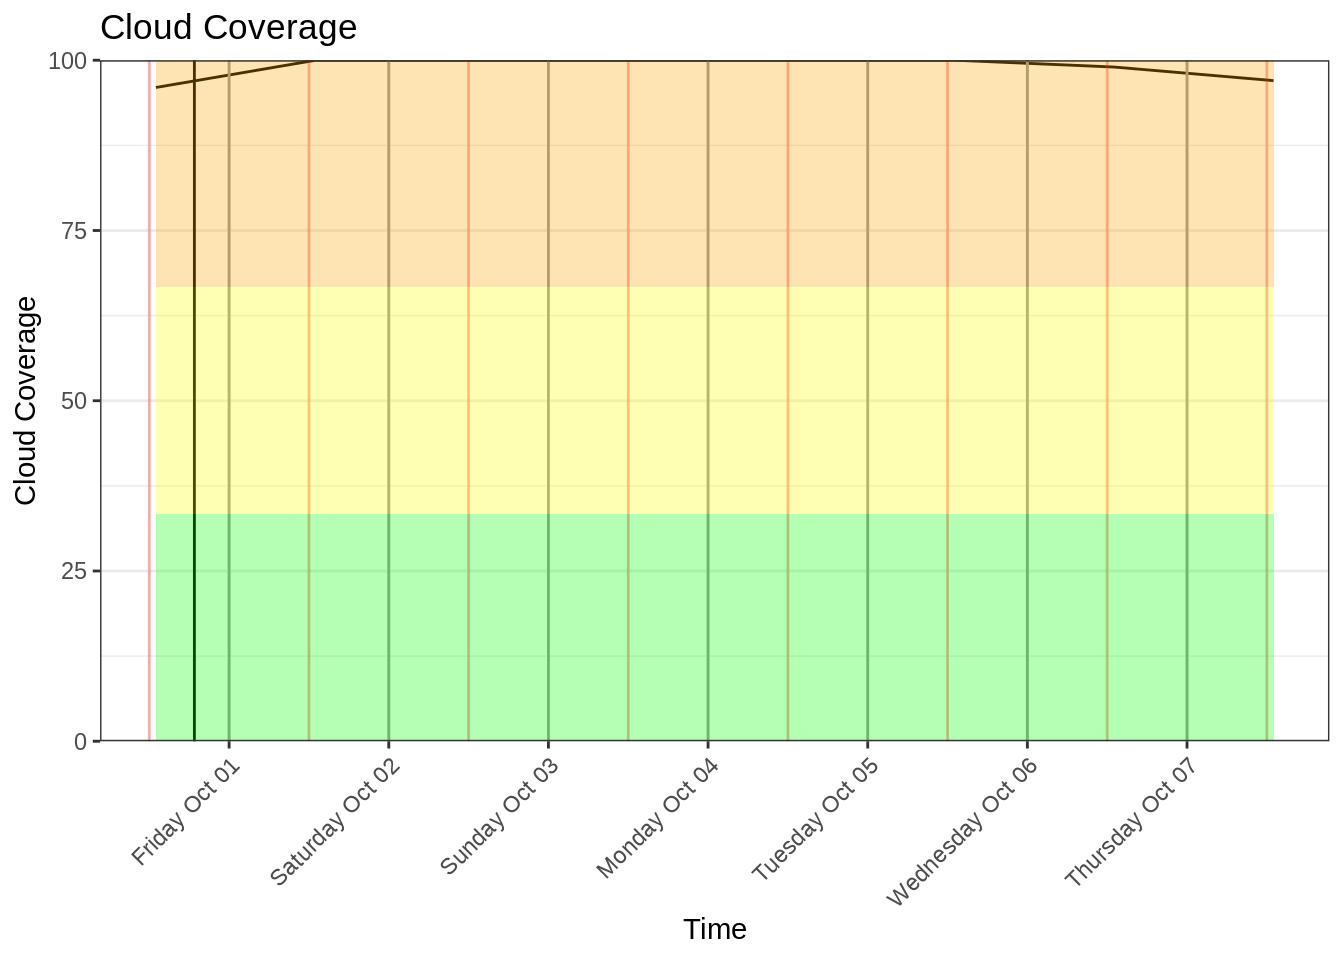 Cloud Coverage
100
75
50
25
0
Cloud Coverage
Friday Oct 01
Saturday Oct 02
Sunday Oct 03
Monday Oct 04
Tuesday Oct 05
Wednesday Oct 06
Thursday Oct 07
Time